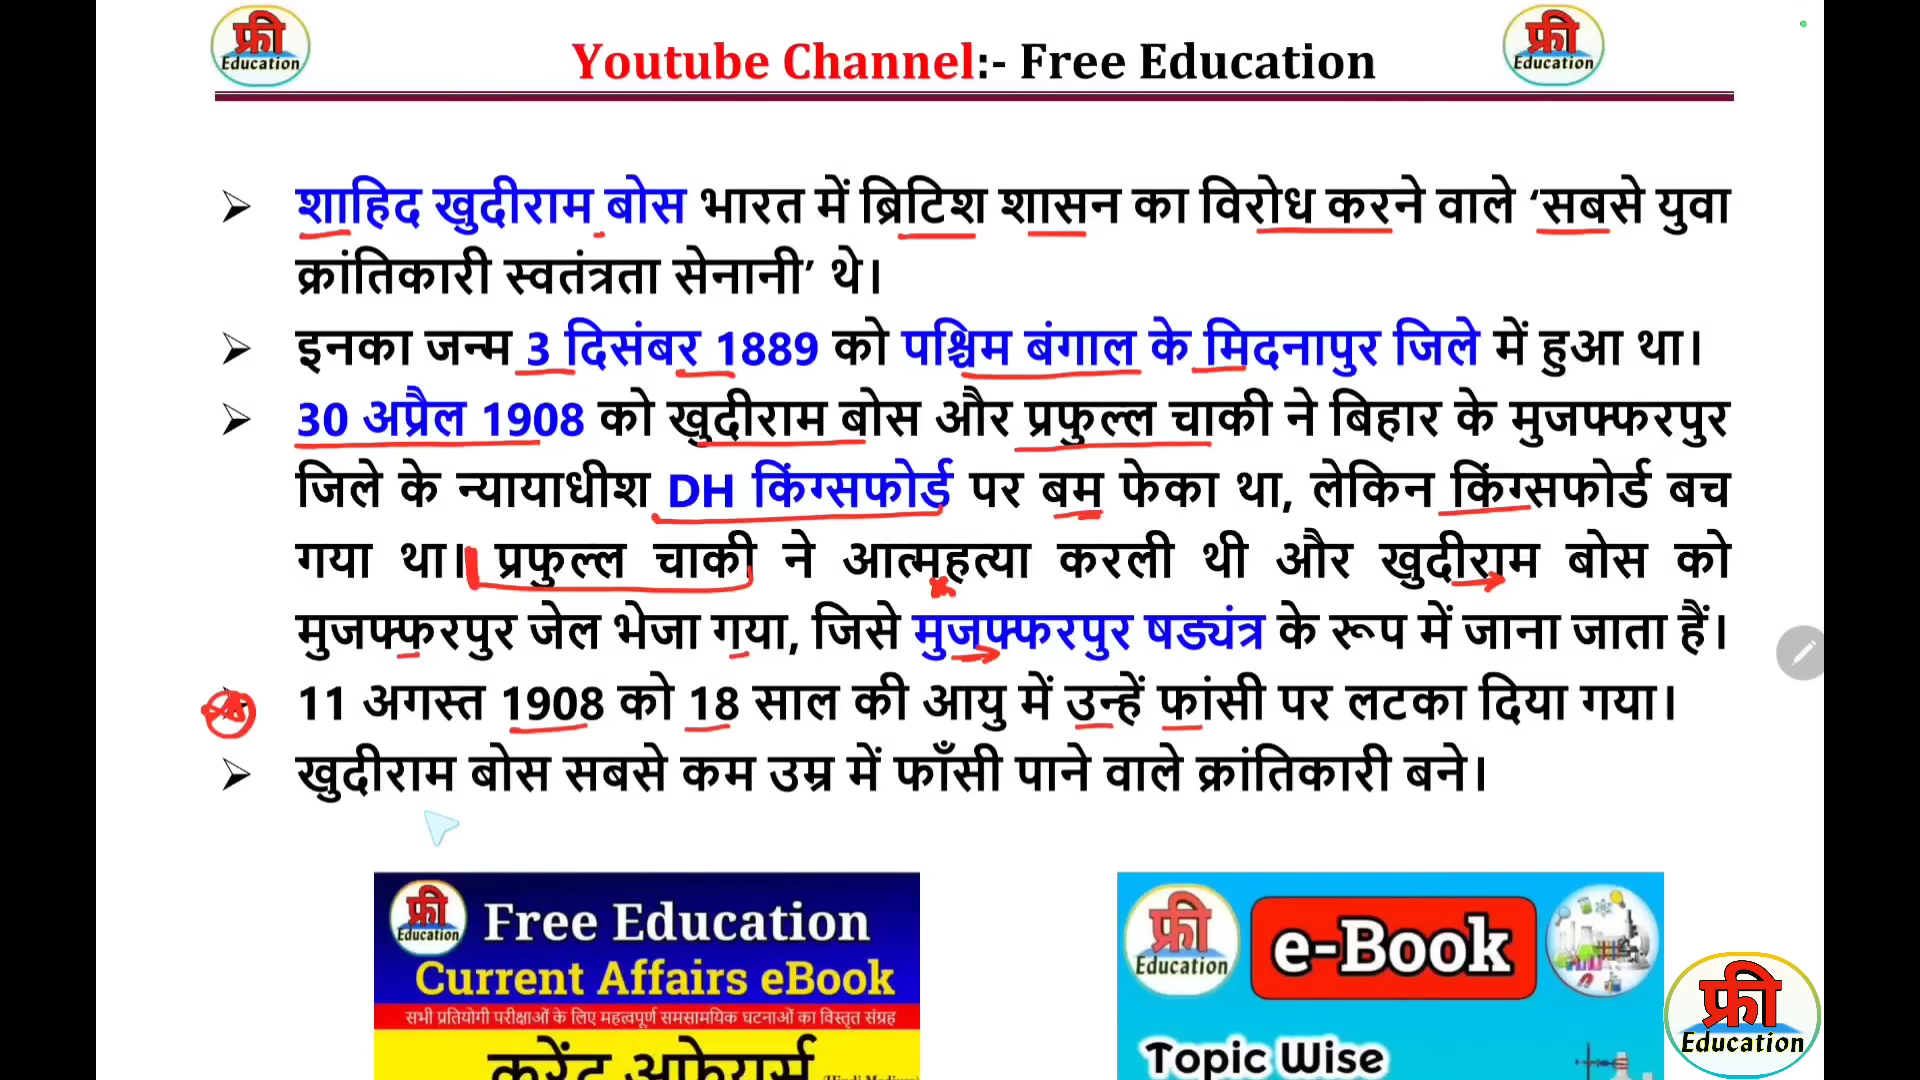 फ्री
Education
Youtube Channel:- Free Education
फ्री
Education
➢ शाहिद खुदीराम बोस भारत में ब्रिटिश शासन का विरोध करने वाले ‘सबसे युवा
क्रांतिकारी स्वतंत्रता सेनानी’ थे।
➢ इनका जन्म 3 दिसंबर 1889 को पश्चिम बंगाल के मिदनापुर जिले में हुआ था।
➢ 30 अप्रैल 1908 को खुदीराम बोस और प्रफुल्ल चाकी ने बिहार के मुजफ्फरपुर
जिले के न्यायाधीश DH किंग्सफोर्ड पर बम फेका था, लेकिन किंग्सफोर्ड बच
गया था। प्रफुल्ल चाकी ने आत्महत्या करली थी और खुदीराम बोस को
मुजफ्फरपुर जेल भेजा गया, जिसे मुजफ्फरपुर षड्यंत्र के रूप में जाना जाता हैं।
➢ 11 अगस्त 1908 को 18 साल की आयु में उन्हें फांसी पर लटका दिया गया।
➢ खुदीराम बोस सबसे कम उम्र में फाँसी पाने वाले क्रांतिकारी बने।
फ्री
Education
Free Education
Current Affairs eBook
सभी प्रतियोगी परीक्षाओं के लिए महत्वपूर्ण समसामयिक घटनाओं का विस्तृत संग्रह
करेंट अफेयर्स
फ्री
Education
e-Book
Topic Wise
फ्री
Education